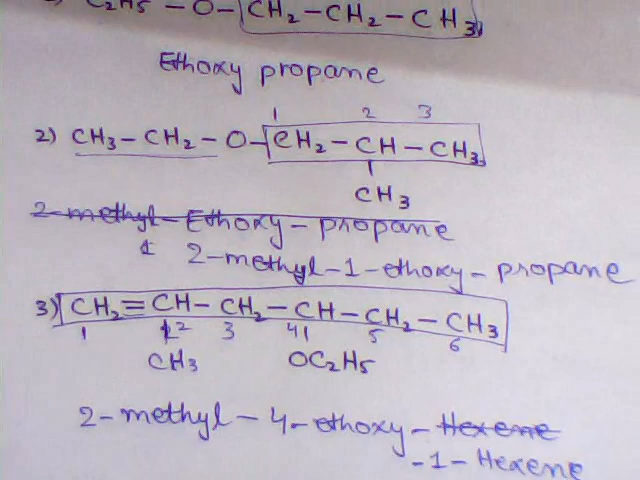 C₂H₅ – O – CH₂ – CH₂ – CH₃
Ethoxy propane
1 2 3
2) CH₃ – CH₂ – O – CH₂ – CH – CH₃
CH₃
2-methyl-Ethoxy-propane
2-methyl-1-ethoxy-propane
3) CH₂ ≡ CH – CH₂ – CH – CH₂ – CH₃
1 2 3 4 5 6
CH₃ OC₂H₅
2-methyl-4-ethoxy-Hexene
-1-Hexene